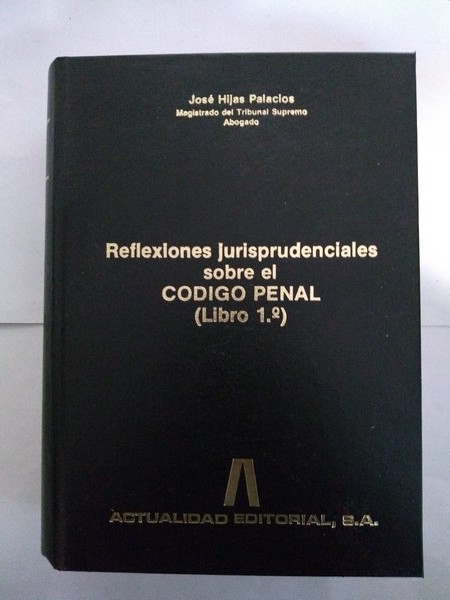 José Hijas Palacios
Magistrado del Tribunal Supremo
Abogado
Reflexiones jurisprudenciales
sobre el
CODIGO PENAL
(Libro 1.º)
ACTUALIDAD EDITORIAL, S.A.